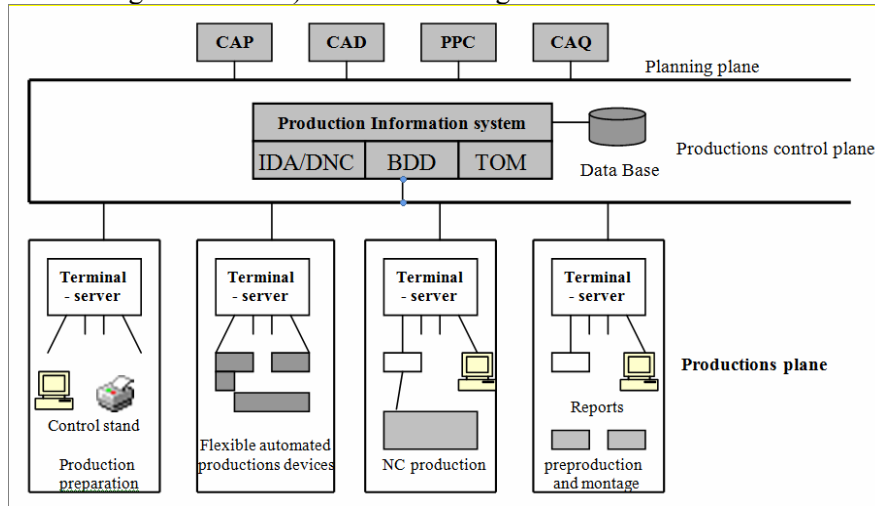 CAP
CAD
PPC
CAQ
Planning plane
Production Information system
IDA/DNC
BDD
TOM
Data Base
Productions control plane
Terminal
- server
Terminal
- server
Terminal
- server
Terminal
- server
Productions plane
Control stand
Production
preparation
Flexible automated
productions devices
NC production
Reports
preproduction
and montage